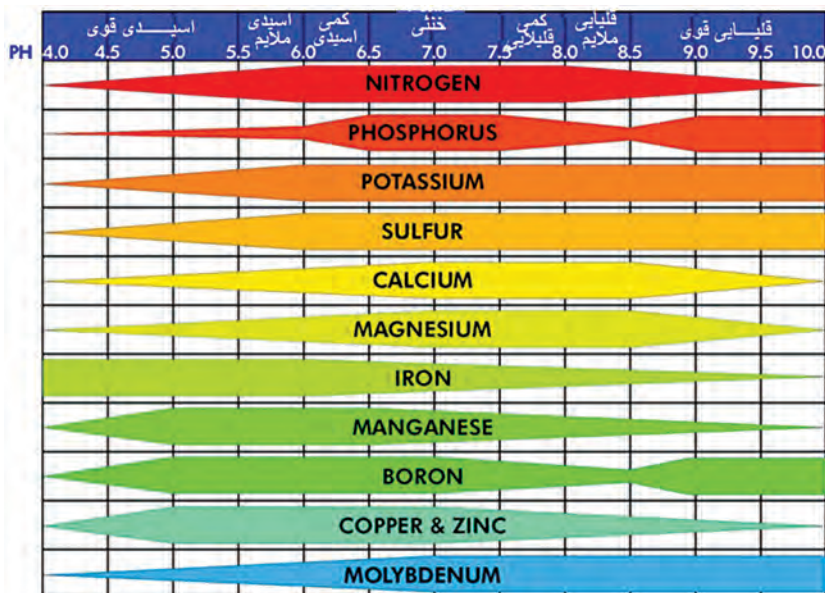 اسیـــدی قوی
اسیدی
ملایم
کمی
اسیدی
خنثی
کمی
قلیلایی
قلیایی
ملایم
قلیـــایی قوی
PH 4.0 4.5 5.0 5.5 6.0 6.5 7.0 7.5 8.0 8.5 9.0 9.5 10.0
NITROGEN
PHOSPHORUS
POTASSIUM
SULFUR
CALCIUM
MAGNESIUM
IRON
MANGANESE
BORON
COPPER & ZINC
MOLYBDENUM